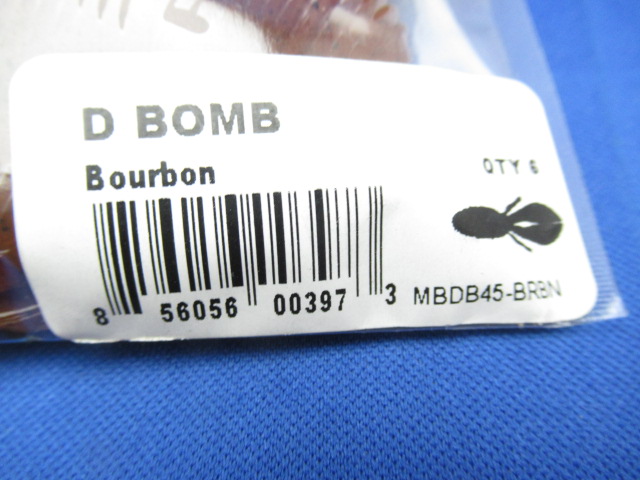 D BOMB
Bourbon
QTY 6
8 56056 00397 3
MBDB45-BRBN